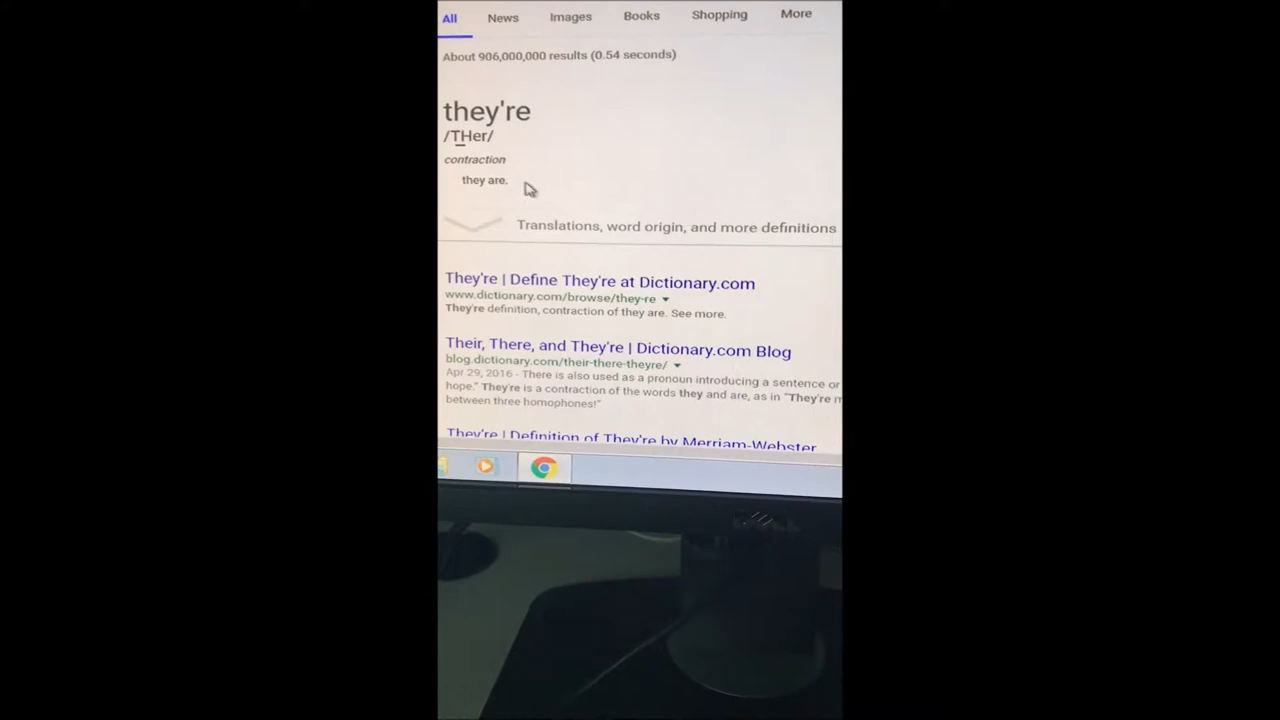 All News Images Books Shopping More
About 906,000,000 results (0.54 seconds)
they're
/T͟Her/
contraction
they are.
Translations, word origin, and more definitions
They're | Define They're at Dictionary.com
www.dictionary.com/browse/they-re
They're definition, contraction of they are. See more.
Their, There, and They're | Dictionary.com Blog
blog.dictionary.com/their-there-theyre/
Apr 29, 2016 - There is also used as a pronoun introducing a sentence or
hope." They're is a contraction of the words they and are, as in "They're
between three homophones!"
They're | Definition of They're by Merriam-Webster